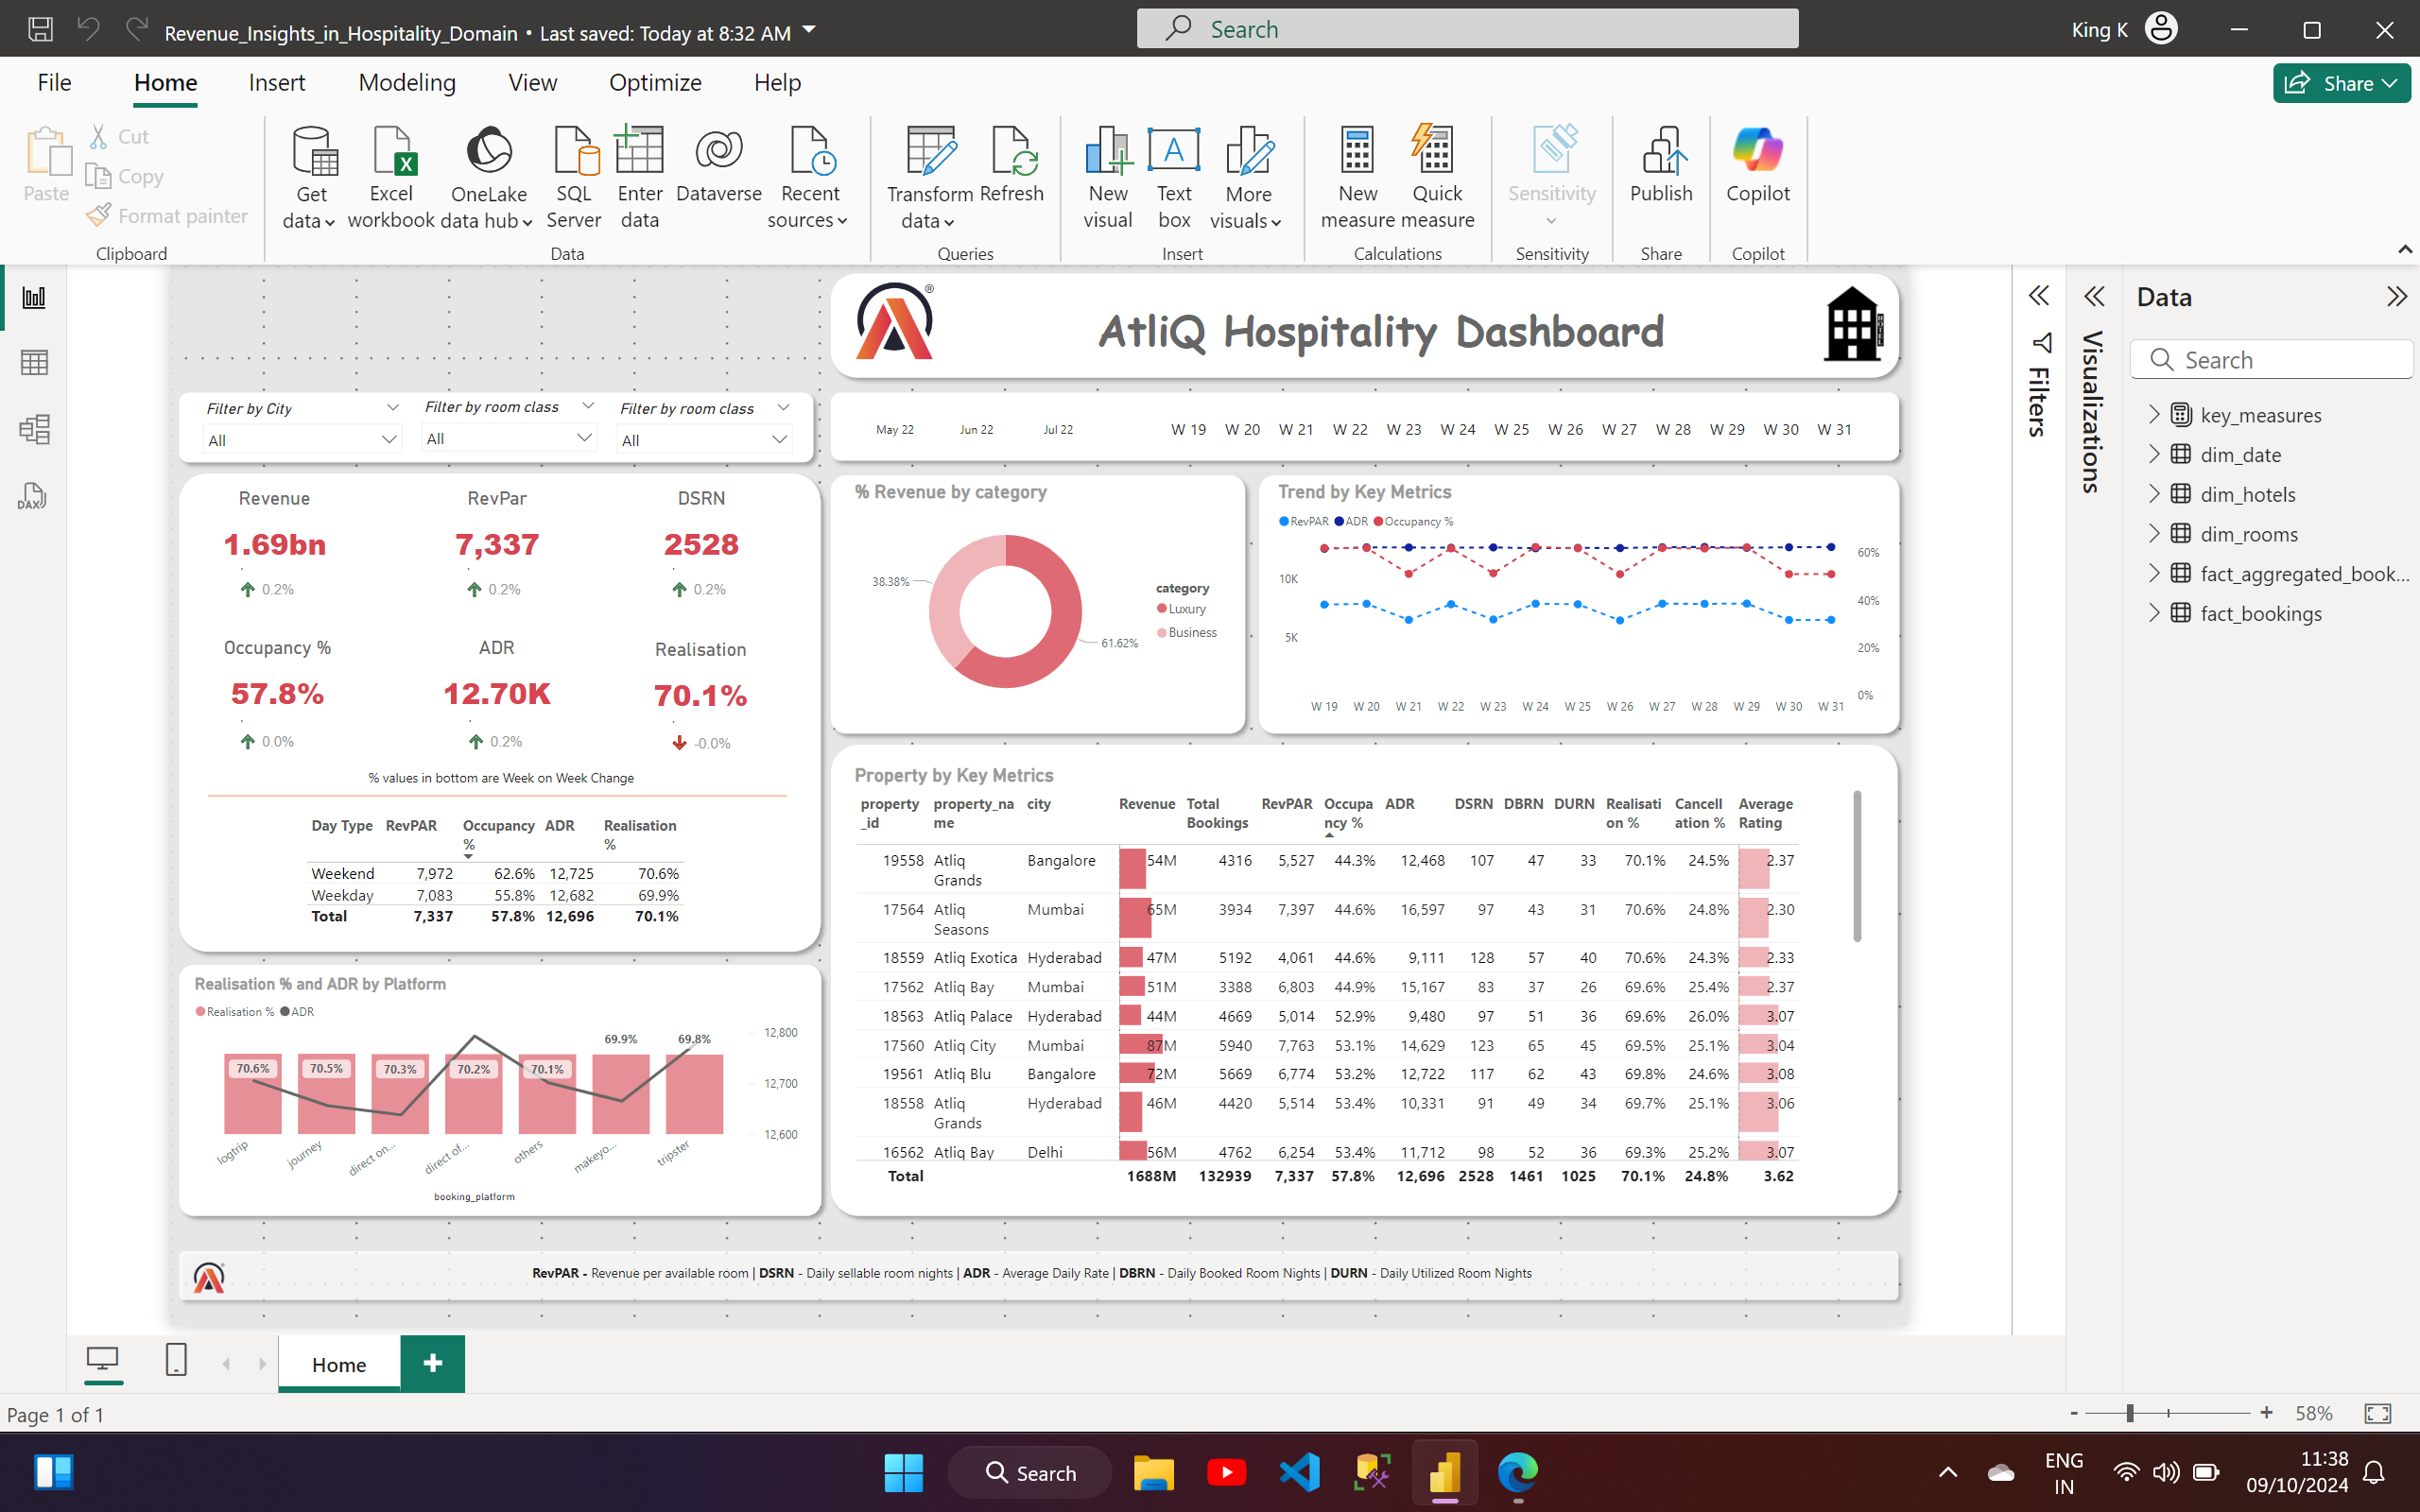 Revenue_Insights_in_Hospitality_Domain • Last saved: Today at 8:32 AM
Search
King K
File Home Insert Modeling View Optimize Help
Share
Paste
Cut
Copy
Format painter
Clipboard
Get data
Excel workbook
OneLake data hub
SQL Server
Enter data
Dataverse
Recent sources
Data
Transform data
Refresh
Queries
New visual
Text box
More visuals
Insert
New measure
Quick measure
Calculations
Sensitivity
Sensitivity
Publish
Share
Copilot
Copilot
AtliQ Hospitality Dashboard
®
Filter by City
All
Filter by room class
All
Filter by room class
All
May 22 Jun 22 Jul 22
W 19 W 20 W 21 W 22 W 23 W 24 W 25 W 26 W 27 W 28 W 29 W 30 W 31
Revenue RevPar DSRN
1.69bn 7,337 2528
0.2% 0.2% 0.2%
Occupancy % ADR Realisation
57.8% 12.70K 70.1%
0.0% 0.2% -0.0%
% values in bottom are Week on Week Change
Day Type RevPAR Occupancy % ADR Realisation %
Weekend 7,972 62.6% 12,725 70.6%
Weekday 7,083 55.8% 12,682 69.9%
Total 7,337 57.8% 12,696 70.1%
% Revenue by category
38.38%
61.62%
category
Luxury
Business
Trend by Key Metrics
RevPAR ADR Occupancy %
10K
5K
60%
40%
20%
0%
W 19 W 20 W 21 W 22 W 23 W 24 W 25 W 26 W 27 W 28 W 29 W 30 W 31
Realisation % and ADR by Platform
Realisation % ADR
70.6% 70.5% 70.3% 70.2% 70.1% 69.9% 69.8%
12,800
12,700
12,600
logtrip journey direct on... direct of... others makeyo... tripster
booking_platform
Property by Key Metrics
property_id property_name city Revenue Total Bookings RevPAR Occupancy % ADR DSRN DBRN DURN Realisation % Cancellation % Average Rating
19558 Atliq Grands Bangalore 54M 4316 5,527 44.3% 12,468 107 47 33 70.1% 24.5% 2.37
17564 Atliq Seasons Mumbai 65M 3934 7,397 44.6% 16,597 97 43 31 70.6% 24.8% 2.30
18559 Atliq Exotica Hyderabad 47M 5192 4,061 44.6% 9,111 128 57 40 70.6% 24.3% 2.33
17562 Atliq Bay Mumbai 51M 3388 6,803 44.9% 15,167 83 37 26 69.6% 25.4% 2.37
18563 Atliq Palace Hyderabad 44M 4669 5,014 52.9% 9,480 97 51 36 69.6% 26.0% 3.07
17560 Atliq City Mumbai 87M 5940 7,763 53.1% 14,629 123 65 45 69.5% 25.1% 3.04
19561 Atliq Blu Bangalore 72M 5669 6,774 53.2% 12,722 117 62 43 69.8% 24.6% 3.08
18558 Atliq Grands Hyderabad 46M 4420 5,514 53.4% 10,331 91 49 34 69.7% 25.1% 3.06
16562 Atliq Bay Delhi 56M 4762 6,254 53.4% 11,712 98 52 36 69.3% 25.2% 3.07
Total 1688M 132939 7,337 57.8% 12,696 2528 1461 1025 70.1% 24.8% 3.62
RevPAR - Revenue per available room | DSRN - Daily sellable room nights | ADR - Average Daily Rate | DBRN - Daily Booked Room Nights | DURN - Daily Utilized Room Nights
DAX
Filters
Visualizations
Data
Search
key_measures
dim_date
dim_hotels
dim_rooms
fact_aggregated_book...
fact_bookings
Home
Page 1 of 1
- + 58%
Search
ENG
IN
11:38
09/10/2024